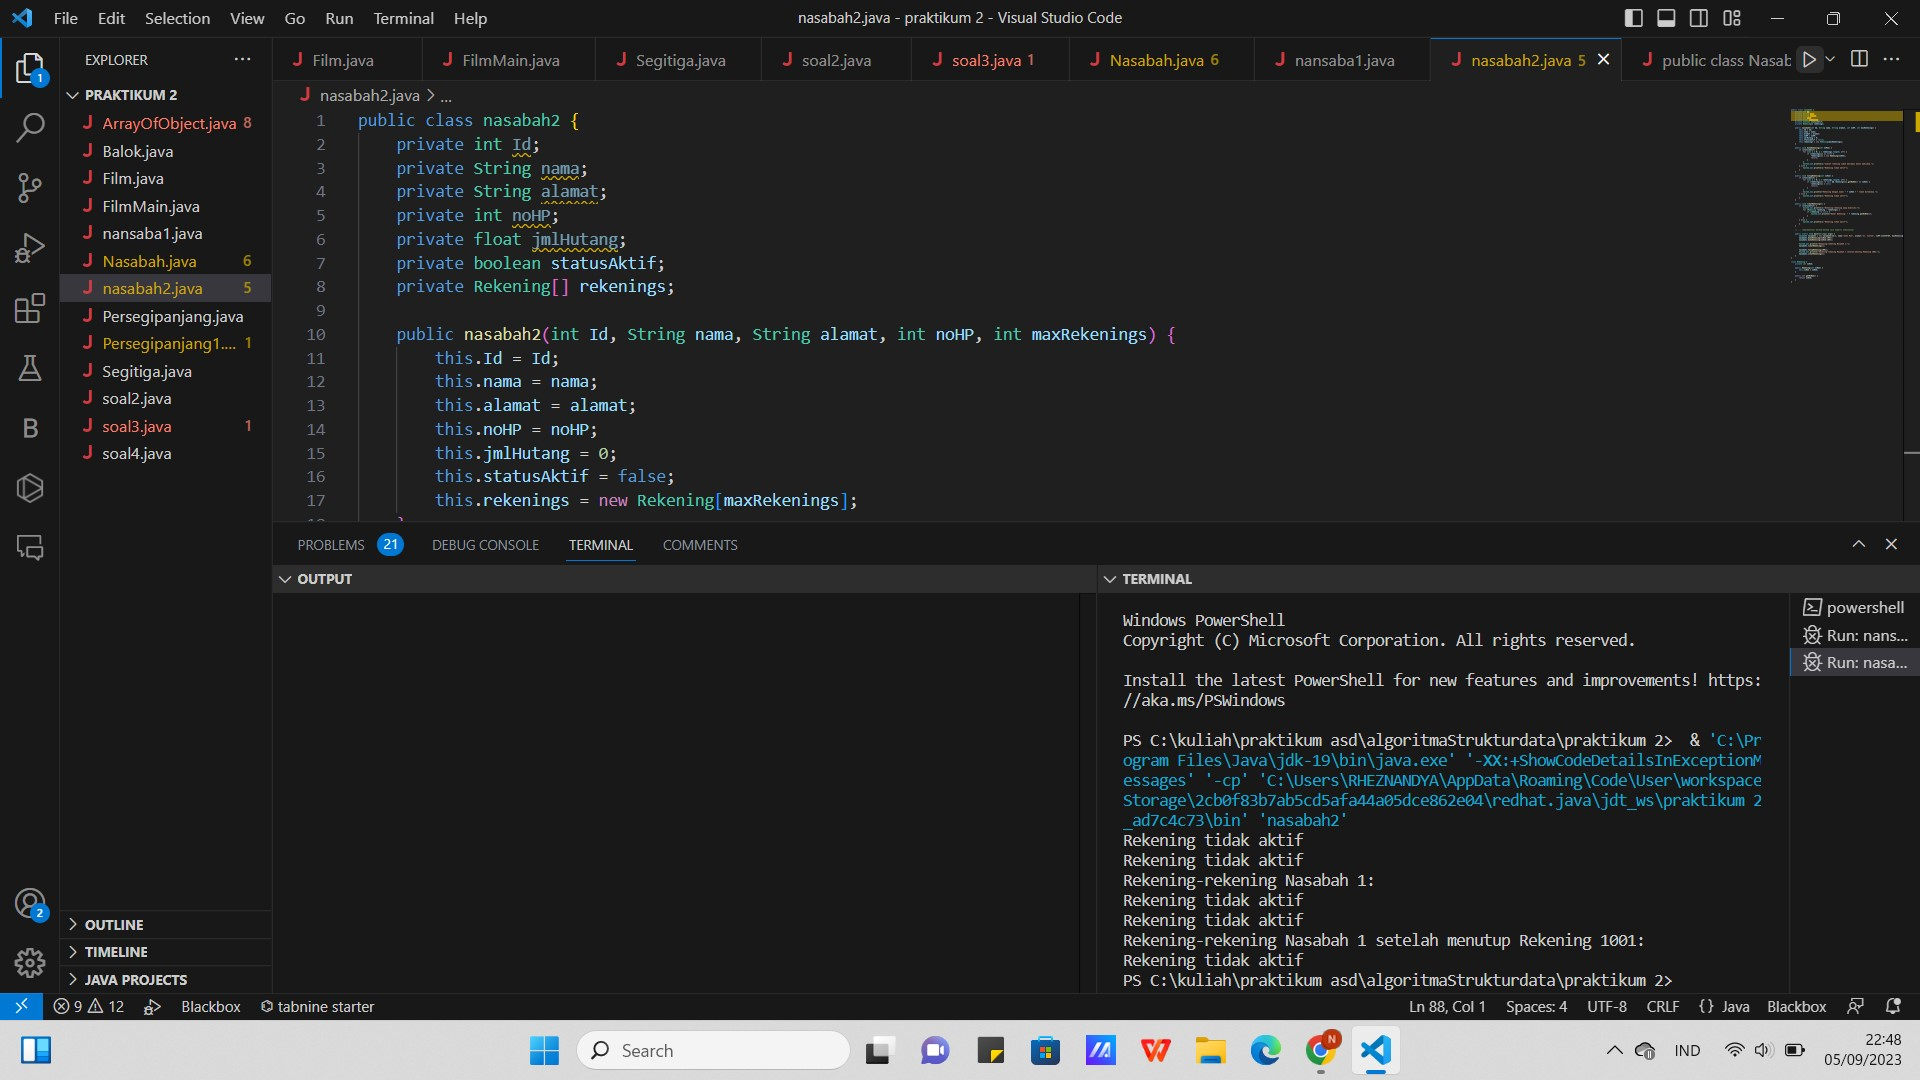 File Edit Selection View Go Run Terminal Help
nasabah2.java - praktikum 2 - Visual Studio Code
EXPLORER
PRAKTIKUM 2
ArrayOfObject.java 8
Balok.java
Film.java
FilmMain.java
nansaba1.java
Nasabah.java 6
nasabah2.java 5
Persegipanjang.java
Persegipanjang1.... 1
Segitiga.java
soal2.java
soal3.java 1
soal4.java
OUTLINE
TIMELINE
JAVA PROJECTS
1
B
2
Film.java FilmMain.java Segitiga.java soal2.java soal3.java 1 Nasabah.java 6 nansaba1.java nasabah2.java 5 public class Nasab
nasabah2.java > ...
1 public class nasabah2 {
2 private int Id;
3 private String nama;
4 private String alamat;
5 private int noHP;
6 private float jmlHutang;
7 private boolean statusAktif;
8 private Rekening[] rekenings;
9
10 public nasabah2(int Id, String nama, String alamat, int noHP, int maxRekenings) {
11 this.Id = Id;
12 this.nama = nama;
13 this.alamat = alamat;
14 this.noHP = noHP;
15 this.jmlHutang = 0;
16 this.statusAktif = false;
17 this.rekenings = new Rekening[maxRekenings];
PROBLEMS 21 DEBUG CONSOLE TERMINAL COMMENTS
OUTPUT
TERMINAL
Windows PowerShell
Copyright (C) Microsoft Corporation. All rights reserved.
Install the latest PowerShell for new features and improvements! https:
//aka.ms/PSWindows
PS C:\kuliah\praktikum asd\algoritmaStrukturdata\praktikum 2> & 'C:\Pr
ogram Files\Java\jdk-19\bin\java.exe' '-XX:+ShowCodeDetailsInExceptionM
essages' '-cp' 'C:\Users\RHEZNANDYA\AppData\Roaming\Code\User\workspace
Storage\2cb0f83b7ab5cd5afa44a05dce862e04\redhat.java\jdt_ws\praktikum 2
_ad7c4c73\bin' 'nasabah2'
Rekening tidak aktif
Rekening tidak aktif
Rekening-rekening Nasabah 1:
Rekening tidak aktif
Rekening tidak aktif
Rekening-rekening Nasabah 1 setelah menutup Rekening 1001:
Rekening tidak aktif
PS C:\kuliah\praktikum asd\algoritmaStrukturdata\praktikum 2>
powershell
Run: nans...
Run: nasa...
9 12 Blackbox tabnine starter
Ln 88, Col 1 Spaces: 4 UTF-8 CRLF {} Java Blackbox
Search
IND
22:48
05/09/2023